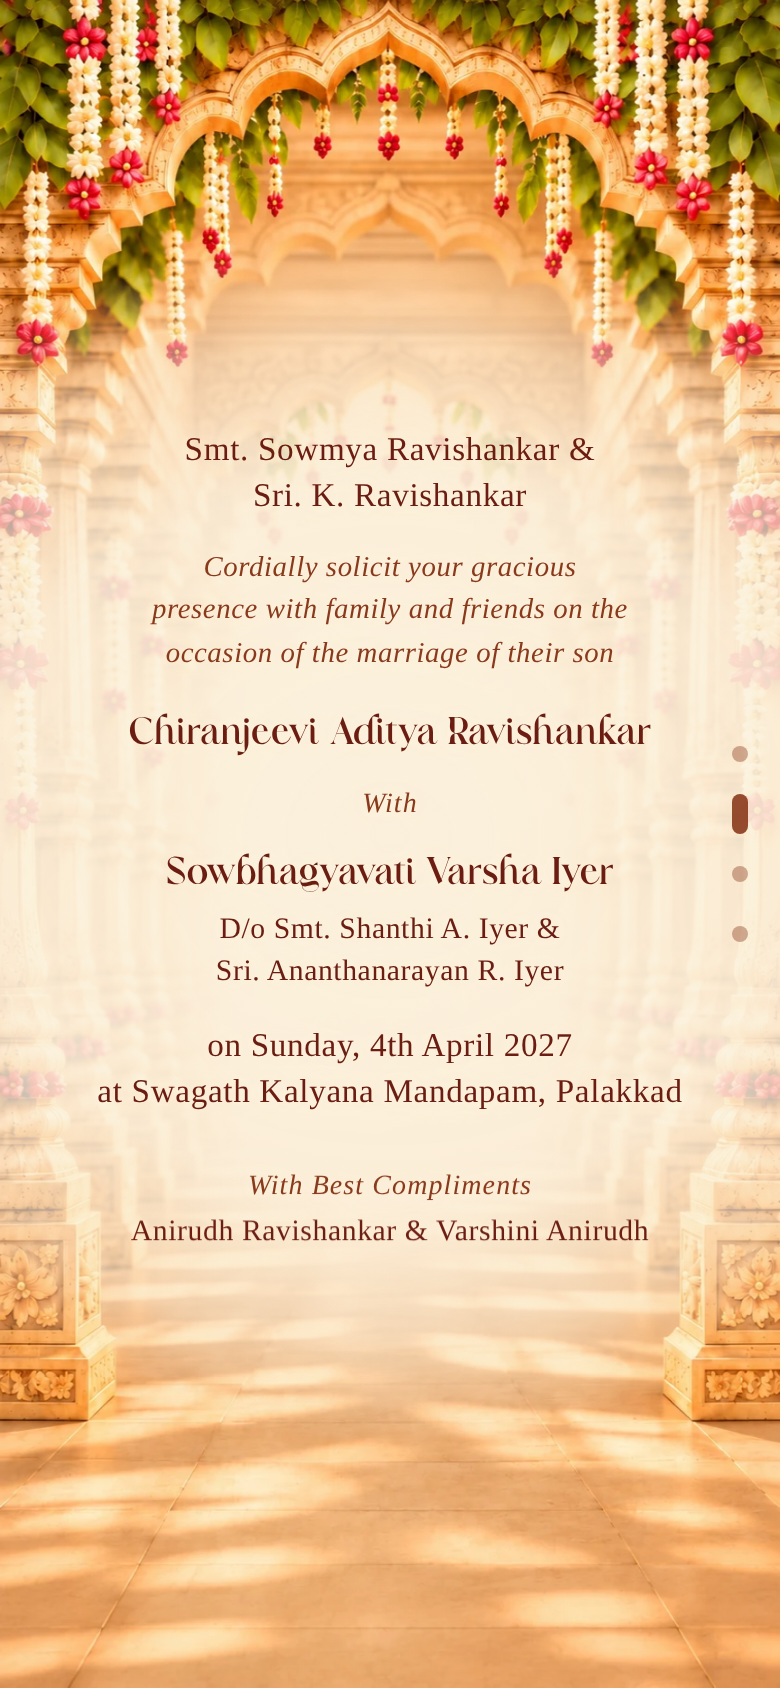 Smt. Sowmya Ravishankar &
Sri. K. Ravishankar
Cordially solicit your gracious
presence with family and friends on the
occasion of the marriage of their son
Chiranjeevi Aditya Ravishankar
With
Sowbhagyavati Varsha Iyer
D/o Smt. Shanthi A. Iyer &
Sri. Ananthanarayan R. Iyer
on Sunday, 4th April 2027
at Swagath Kalyana Mandapam, Palakkad
With Best Compliments
Anirudh Ravishankar & Varshini Anirudh